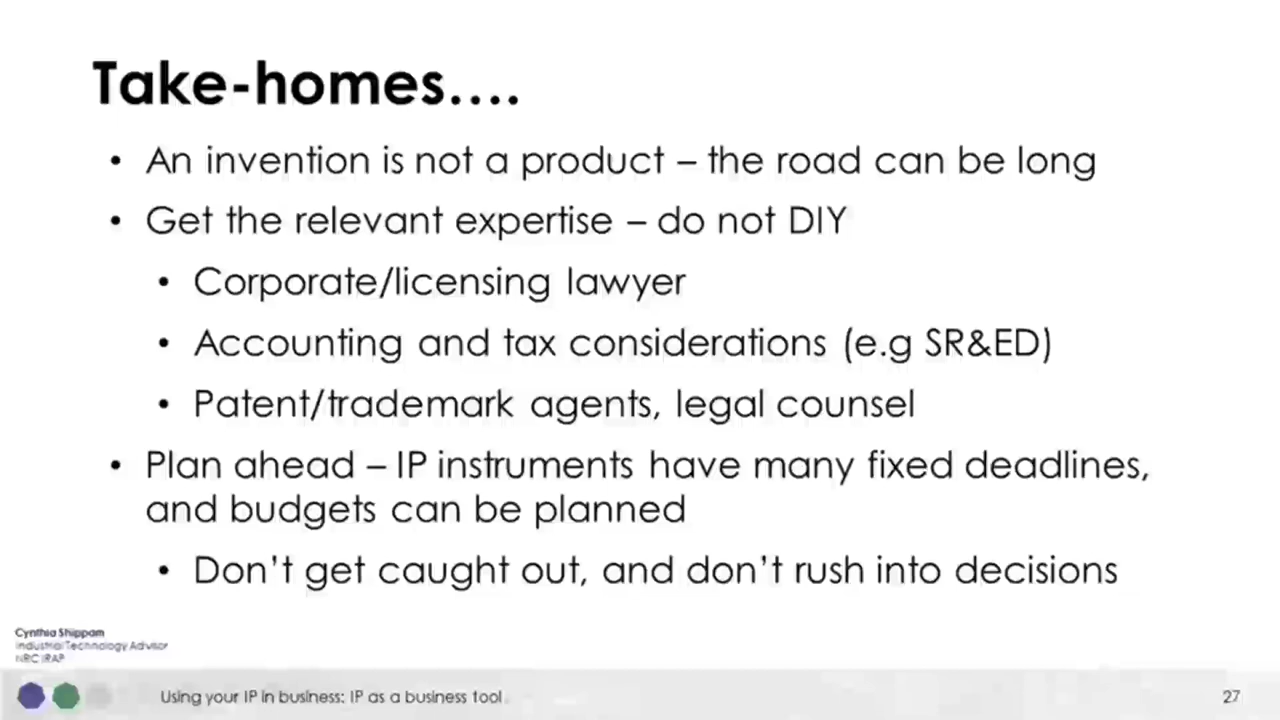 Take-homes....
• An invention is not a product – the road can be long
• Get the relevant expertise – do not DIY
• Corporate/licensing lawyer
• Accounting and tax considerations (e.g SR&ED)
• Patent/trademark agents, legal counsel
• Plan ahead – IP instruments have many fixed deadlines,
and budgets can be planned
• Don't get caught out, and don't rush into decisions
Cynthia Shippam
Industrial Technology Advisor
NRC IRAP
Using your IP in business: IP as a business tool
27